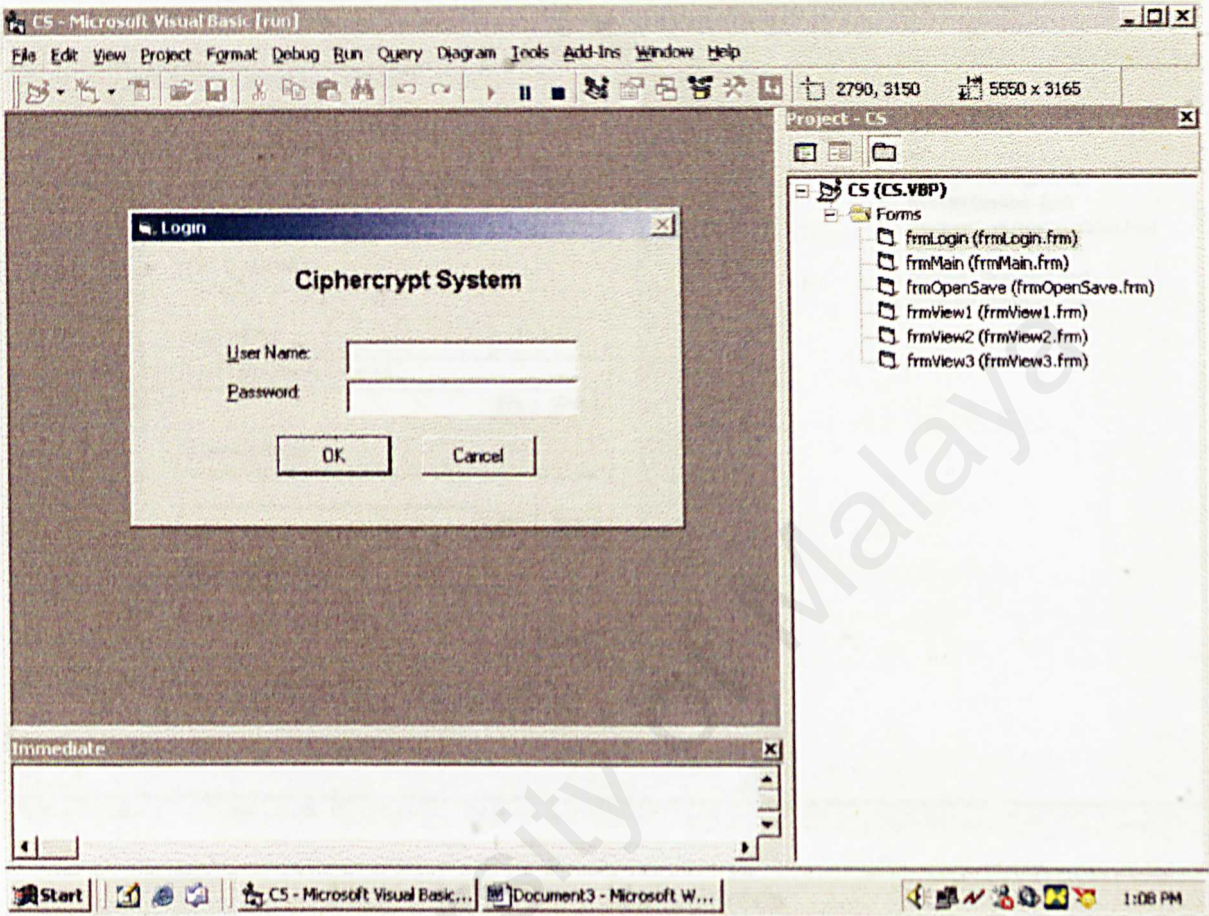 CS - Microsoft Visual Basic [run]
File Edit View Project Format Debug Run Query Diagram Tools Add-Ins Window Help
2790, 3150 5550 x 3165
Project - CS
CS (CS.VBP)
Forms
frmLogin (frmLogin.frm)
frmMain (frmMain.frm)
frmOpenSave (frmOpenSave.frm)
frmView1 (frmView1.frm)
frmView2 (frmView2.frm)
frmView3 (frmView3.frm)
Login
Ciphercrypt System
User Name:
Password:
OK Cancel
Immediate
Start CS - Microsoft Visual Basic... Document3 - Microsoft W... 1:08 PM
sity of Malaya